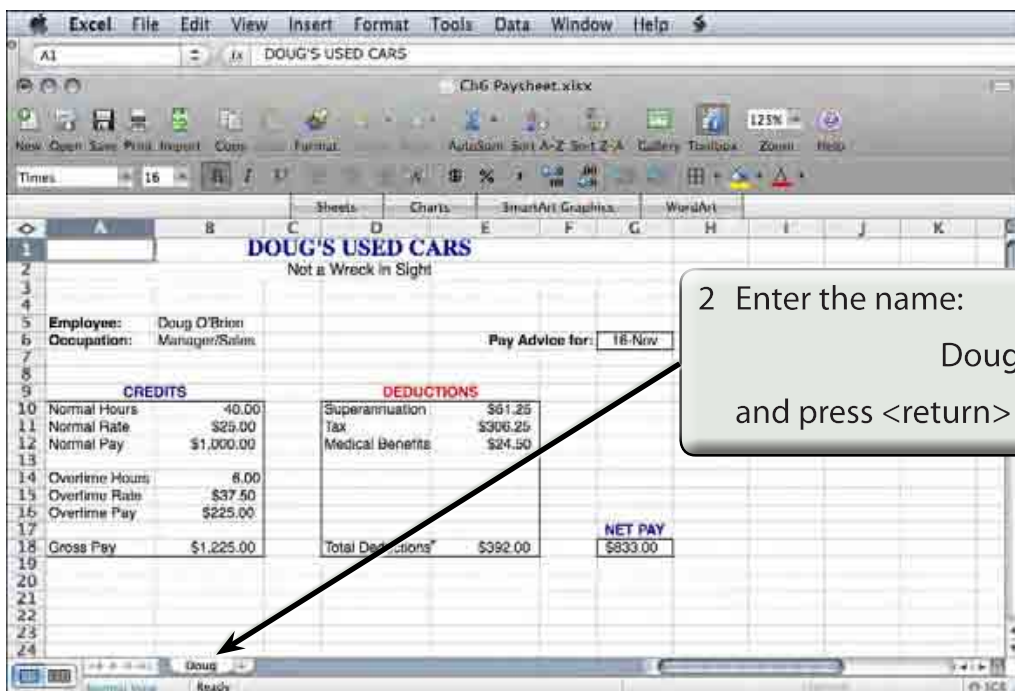 Excel File Edit View Insert Format Tools Data Window Help
A1 fx DOUG'S USED CARS
Ch6 Paysheet.xlsx
New Open Save Print Import Copy Format AutoSum Sort A-Z Sort Z-A Gallery Toolbox Zoom Help
125%
Times 16 B I U $ %
Sheets Charts SmartArt Graphics WordArt
A B C D E F G H I J K
1 DOUG'S USED CARS
2 Not a Wreck in Sight
3
4
5 Employee: Doug O'Brion
6 Occupation: Manager/Sales Pay Advice for: 16-Nov
7
8
9 CREDITS DEDUCTIONS
10 Normal Hours 40.00 Superannuation $61.25
11 Normal Rate $25.00 Tax $306.25
12 Normal Pay $1,000.00 Medical Benefits $24.50
13
14 Overtime Hours 6.00
15 Overtime Rate $37.50
16 Overtime Pay $225.00
17 NET PAY
18 Gross Pay $1,225.00 Total Deductions $392.00 $833.00
19
20
21
22
23
24
2 Enter the name:
Doug
and press <return>
Doug
Normal View Ready SCR